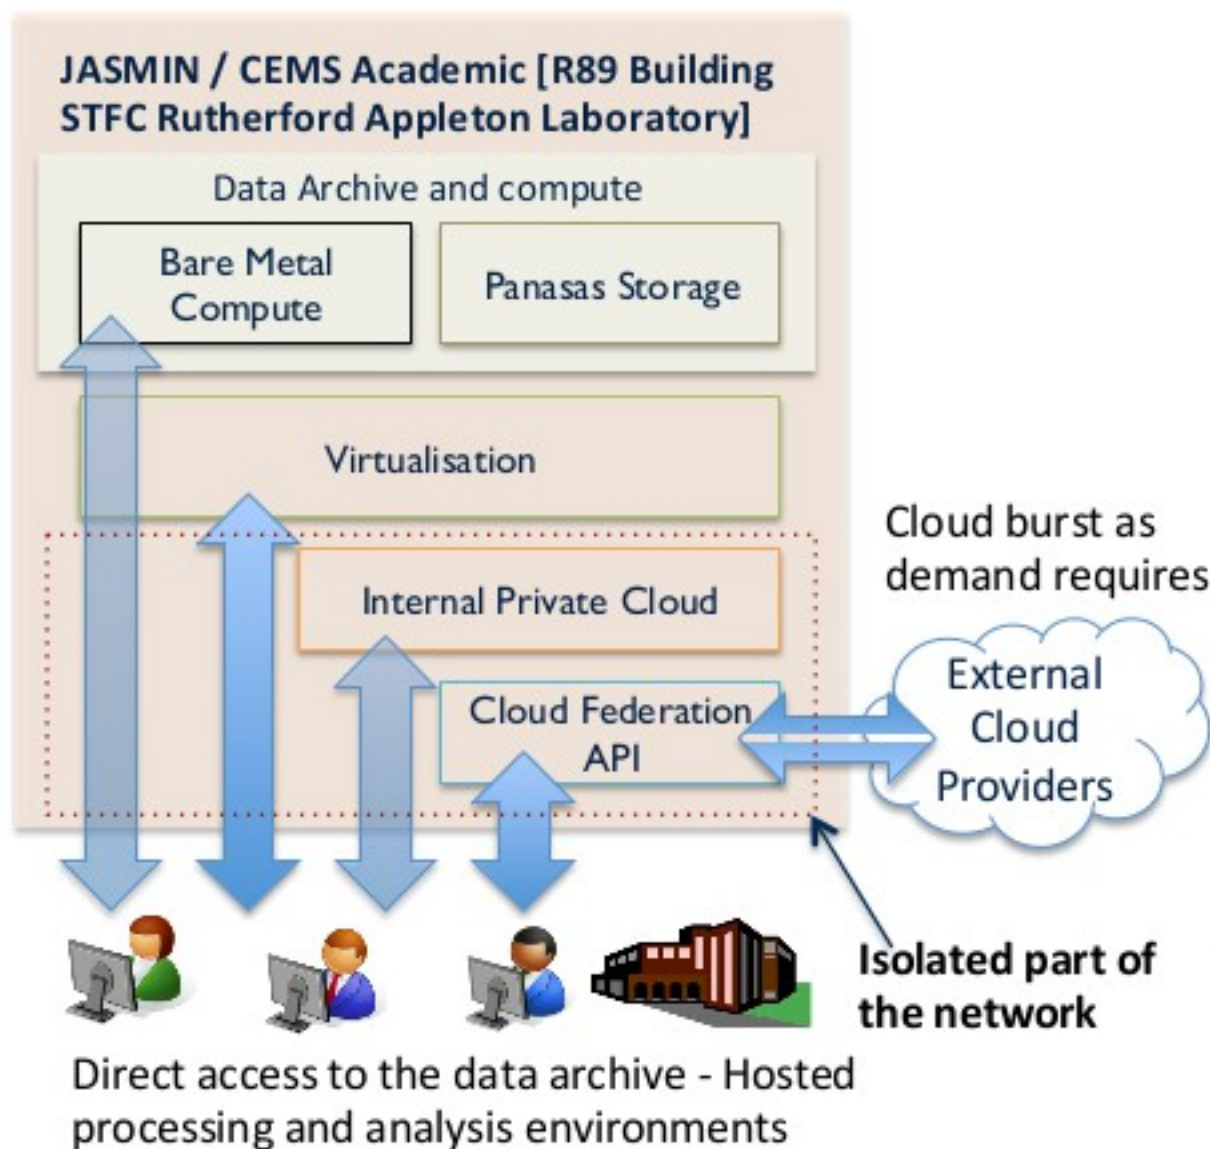 JASMIN / CEMS Academic [R89 Building
STFC Rutherford Appleton Laboratory]
Data Archive and compute
Bare Metal
Compute
Panasas Storage
Virtualisation
Internal Private Cloud
Cloud Federation
API
Cloud burst as
demand requires
External
Cloud
Providers
Isolated part of
the network
Direct access to the data archive - Hosted
processing and analysis environments